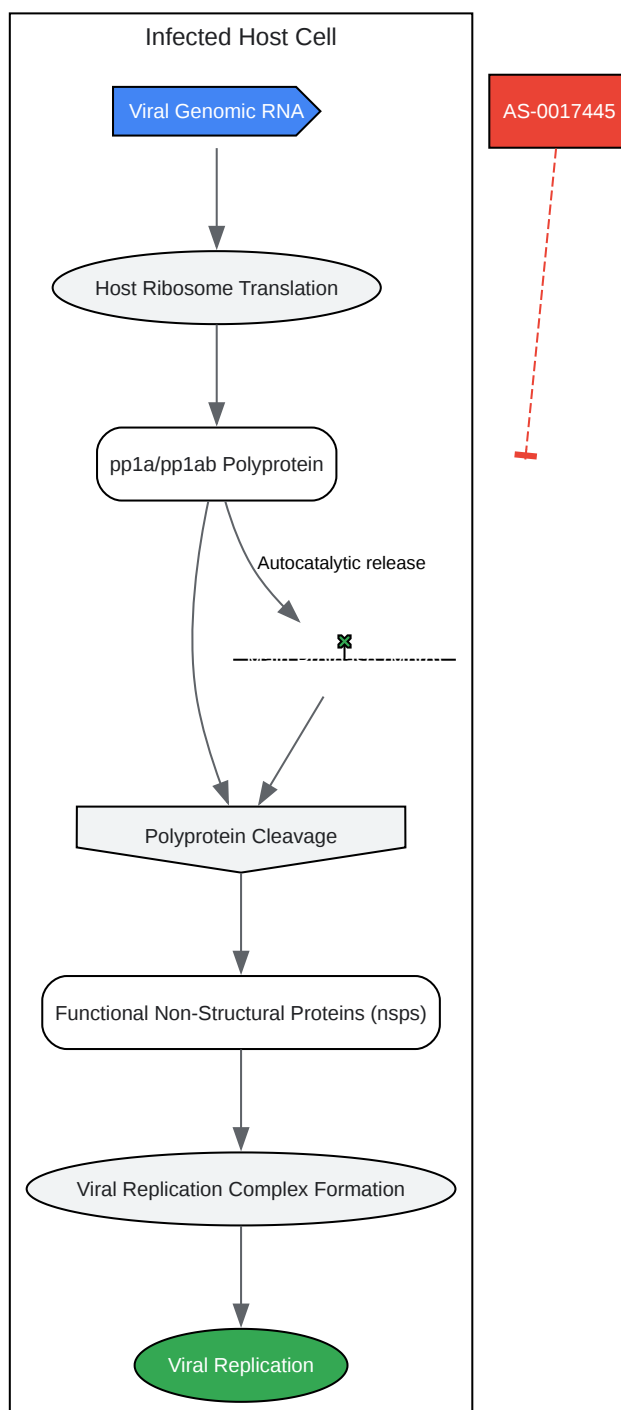 Infected Host Cell
Viral Genomic RNA
AS-0017445
Host Ribosome Translation
pp1a/pp1ab Polyprotein
Autocatalytic release
Polyprotein Cleavage
Functional Non-Structural Proteins (nsps)
Viral Replication Complex Formation
Viral Replication